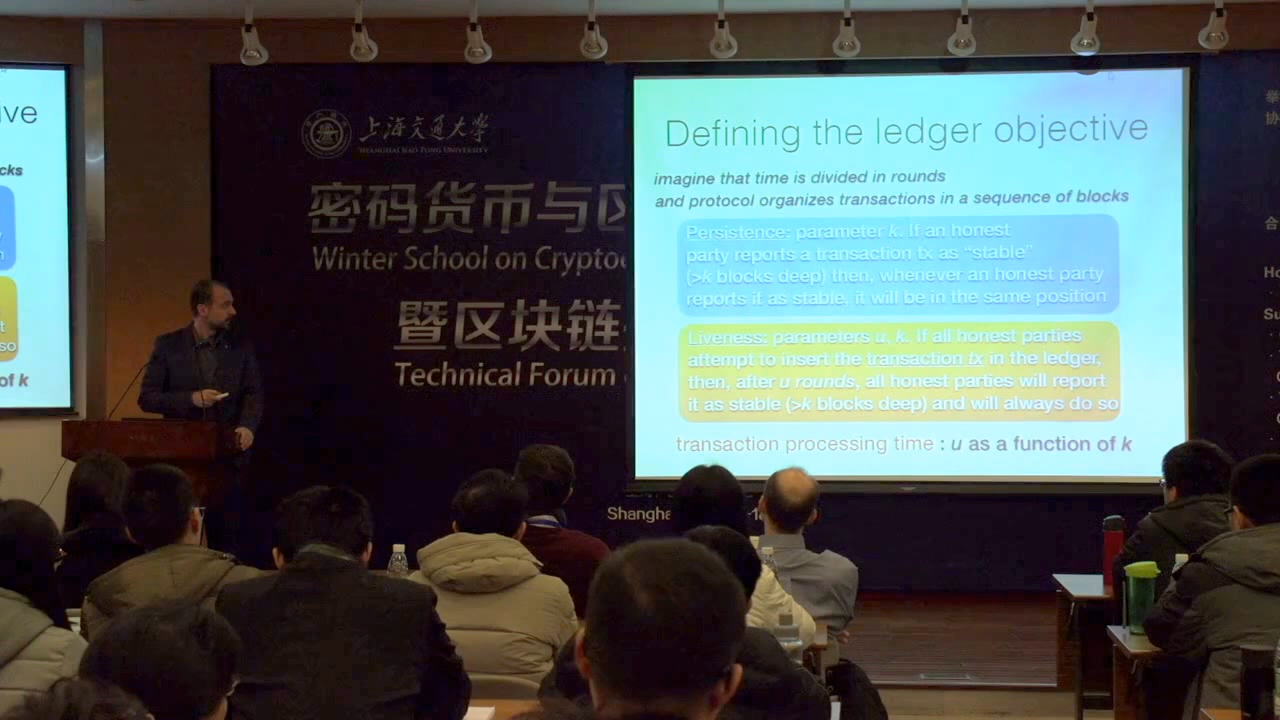 ive
cks
t
so
of k
上海交通大学
SHANGHAI JIAO TONG UNIVERSITY
密码货币与区
Winter School on Crypto
暨区块链
Technical Forum
Shangha
Defining the ledger objective
imagine that time is divided in rounds
and protocol organizes transactions in a sequence of blocks
Persistence: parameter k. If an honest
party reports a transaction tx as “stable”
(>k blocks deep) then, whenever an honest party
reports it as stable, it will be in the same position
Liveness: parameters u, k. If all honest parties
attempt to insert the transaction tx in the ledger,
then, after u rounds, all honest parties will report
it as stable (>k blocks deep) and will always do so
transaction processing time : u as a function of k
合
Ho
Su